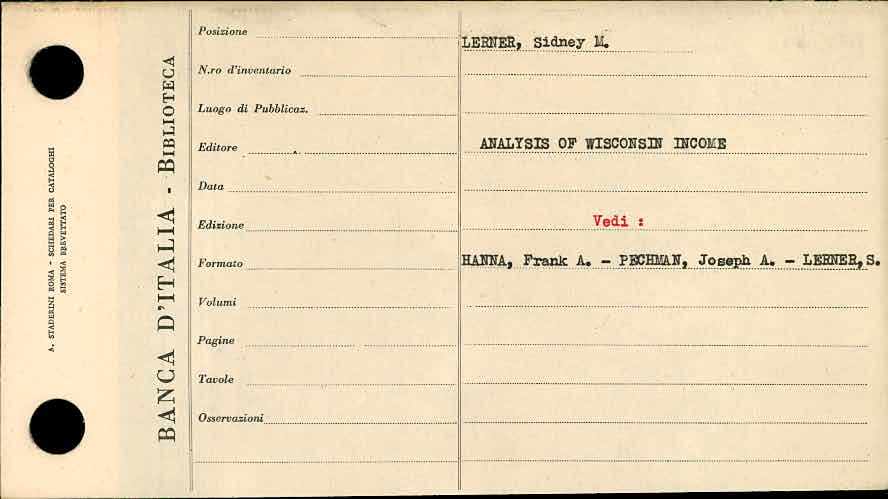 A. STADERINI ROMA - SCHEDARI PER CATALOGHI
SISTEMA BREVETTATO
BANCA D'ITALIA - BIBLIOTECA
Posizione
N.ro d'inventario
Luogo di Pubblicaz.
Editore
Data
Edizione
Formato
Volumi
Pagine
Tavole
Osservazioni
LERNER, Sidney M.
ANALYSIS OF WISCONSIN INCOME
Vedi :
HANNA, Frank A. - PECHMAN, Joseph A. - LERNER,S.